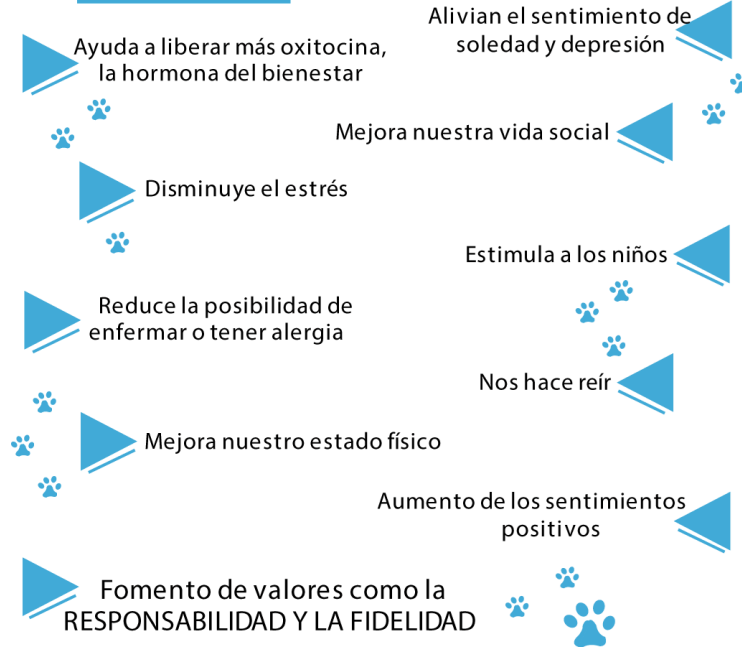 Alivian el sentimiento de
soledad y depresión
Ayuda a liberar más oxitocina,
la hormona del bienestar
Mejora nuestra vida social
Disminuye el estrés
Estimula a los niños
Reduce la posibilidad de
enfermar o tener alergia
Nos hace reír
Mejora nuestro estado físico
Aumento de los sentimientos
positivos
Fomento de valores como la
RESPONSABILIDAD Y LA FIDELIDAD